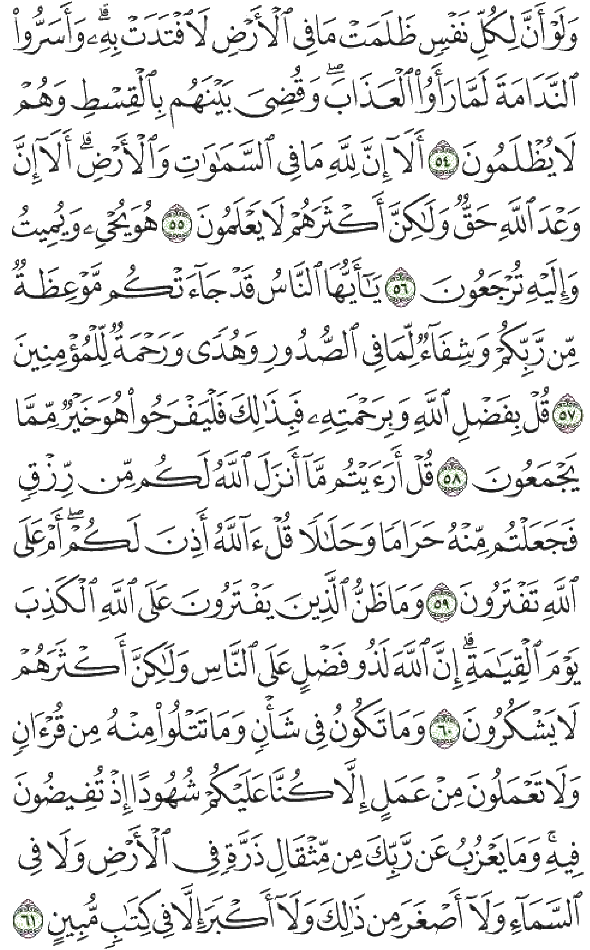 وَلَوْ أَنَّ لِكُلِّ نَفْسٍ ظَلَمَتْ مَا فِي ٱلْأَرْضِ لَٱفْتَدَتْ بِهِۦۗ وَأَسَرُّوا۟
ٱلنَّدَامَةَ لَمَّا رَأَوُا۟ ٱلْعَذَابَۖ وَقُضِىَ بَيْنَهُم بِٱلْقِسْطِ وَهُمْ
لَا يُظْلَمُونَ ٥٤ أَلَآ إِنَّ لِلَّهِ مَا فِي ٱلسَّمَٰوَٰتِ وَٱلْأَرْضِۗ أَلَآ إِنَّ
وَعْدَ ٱللَّهِ حَقٌّ وَلَٰكِنَّ أَكْثَرَهُمْ لَا يَعْلَمُونَ ٥٥ هُوَ يُحْىِۦ وَيُمِيتُ
وَإِلَيْهِ تُرْجَعُونَ ٥٦ يَٰٓأَيُّهَا ٱلنَّاسُ قَدْ جَآءَتْكُم مَّوْعِظَةٌ
مِّن رَّبِّكُمْ وَشِفَآءٌ لِّمَا فِي ٱلصُّدُورِ وَهُدًى وَرَحْمَةٌ لِّلْمُؤْمِنِينَ
٥٧ قُلْ بِفَضْلِ ٱللَّهِ وَبِرَحْمَتِهِۦ فَبِذَٰلِكَ فَلْيَفْرَحُوا۟ هُوَ خَيْرٌ مِّمَّا
يَجْمَعُونَ ٥٨ قُلْ أَرَءَيْتُم مَّآ أَنزَلَ ٱللَّهُ لَكُم مِّن رِّزْقٍ
فَجَعَلْتُم مِّنْهُ حَرَامًا وَحَلَٰلًا قُلْ ءَآللَّهُ أَذِنَ لَكُمْۖ أَمْ عَلَى
ٱللَّهِ تَفْتَرُونَ ٥٩ وَمَا ظَنُّ ٱلَّذِينَ يَفْتَرُونَ عَلَى ٱللَّهِ ٱلْكَذِبَ
يَوْمَ ٱلْقِيَٰمَةِۗ إِنَّ ٱللَّهَ لَذُو فَضْلٍ عَلَى ٱلنَّاسِ وَلَٰكِنَّ أَكْثَرَهُمْ
لَا يَشْكُرُونَ ٦٠ وَمَا تَكُونُ فِي شَأْنٍ وَمَا تَتْلُوا۟ مِنْهُ مِن قُرْءَانٍ
وَلَا تَعْمَلُونَ مِنْ عَمَلٍ إِلَّا كُنَّا عَلَيْكُمْ شُهُودًا إِذْ تُفِيضُونَ
فِيهِۚ وَمَا يَعْزُبُ عَن رَّبِّكَ مِن مِّثْقَالِ ذَرَّةٍ فِي ٱلْأَرْضِ وَلَا فِي
ٱلسَّمَآءِ وَلَآ أَصْغَرَ مِن ذَٰلِكَ وَلَآ أَكْبَرَ إِلَّا فِي كِتَٰبٍ مُّبِينٍ ٦١